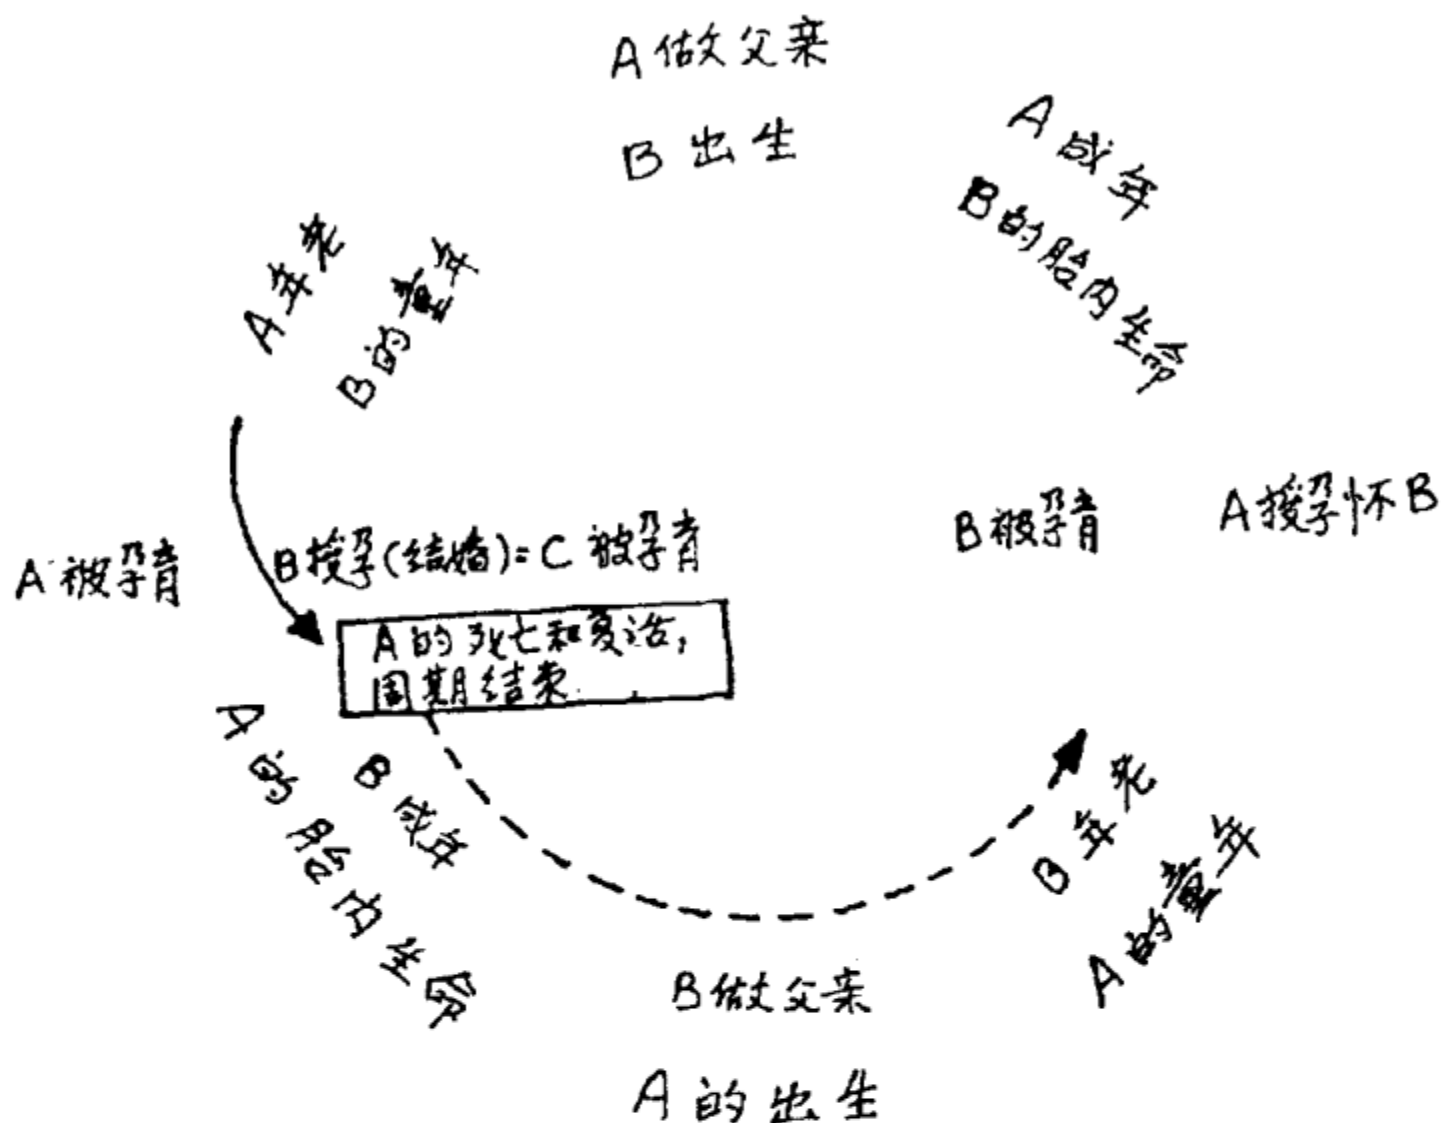 A做父亲
B出生
A成年
B的胎内生命
A年老
B的童年
B被孕育
A授孕怀B
A被孕育
B授孕(结婚)=C被孕育
A的死亡和复活,
周期结束.
A的胎内生命
B成年
B年老
A的童年
B做父亲
A的出生